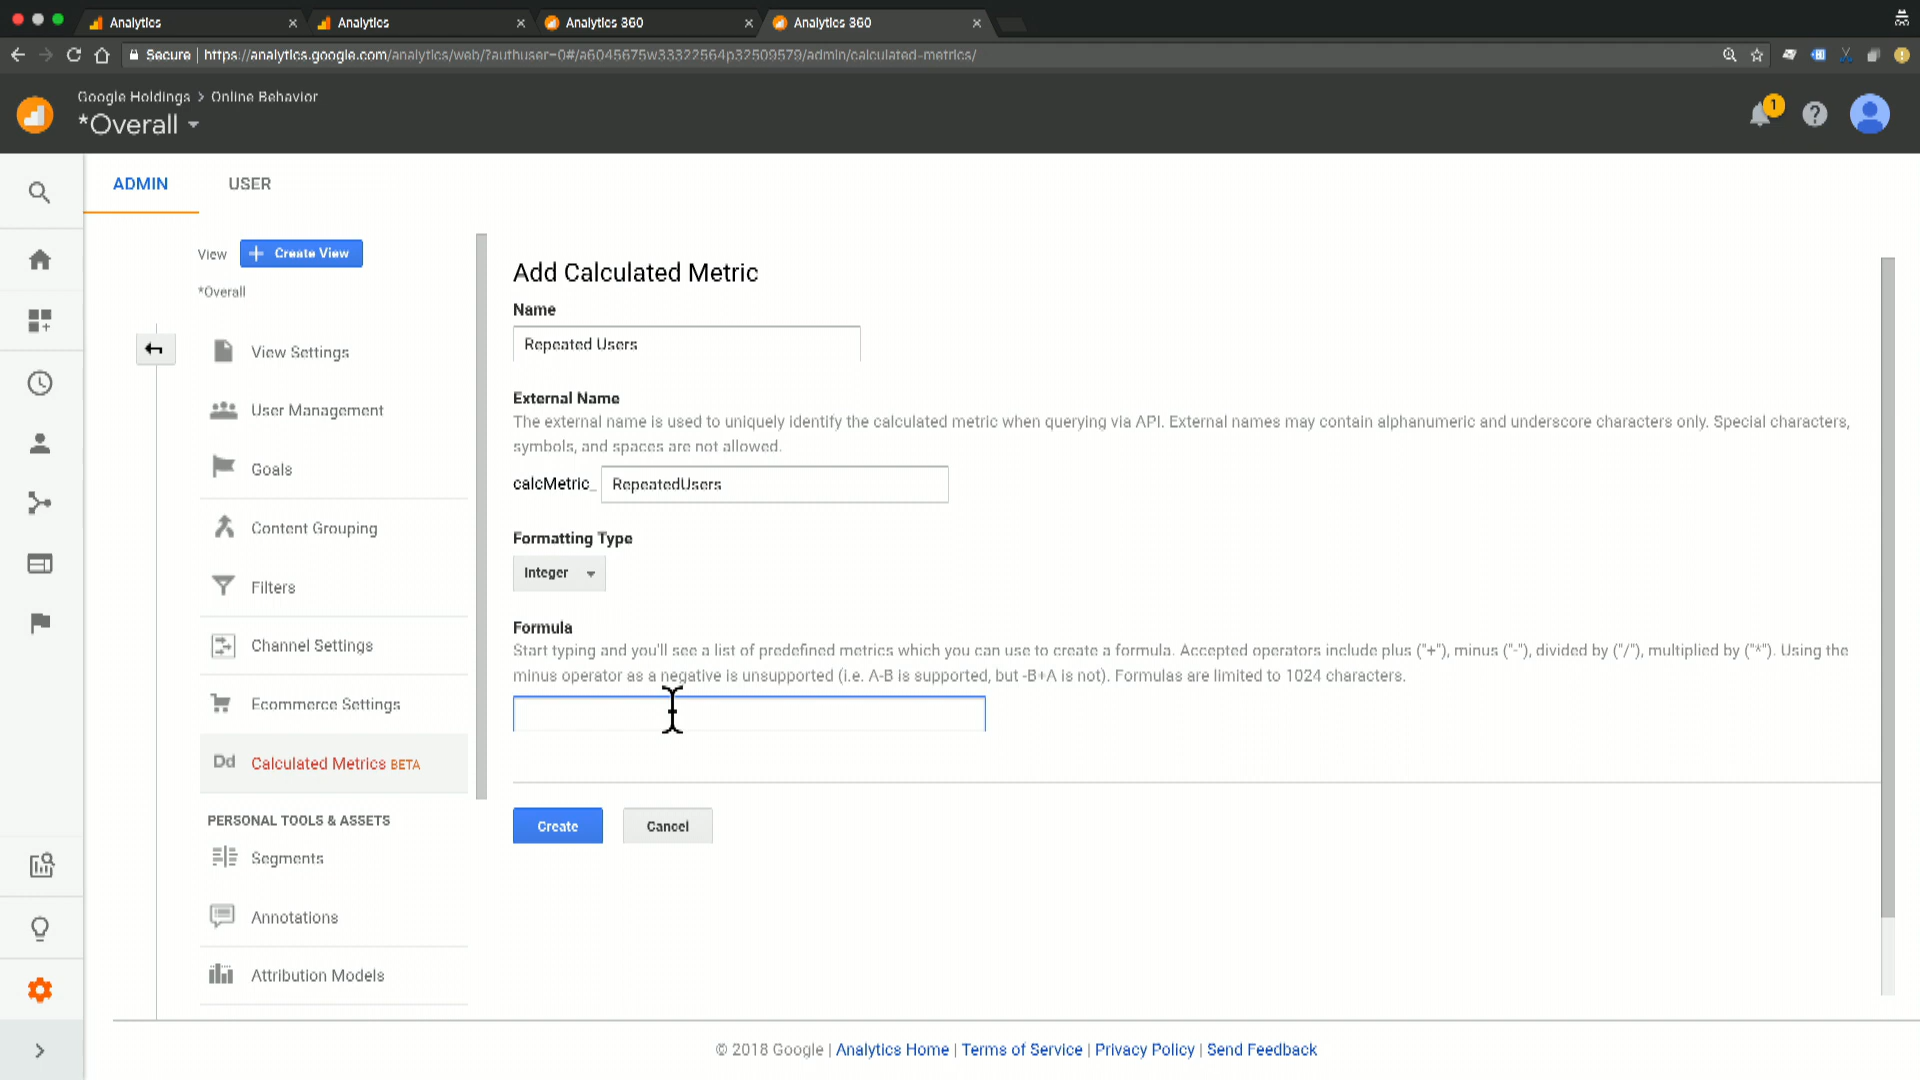 Analytics
Analytics
Analytics 360
Analytics 360
Secure
https://analytics.google.com/analytics/web/?authuser=0#/a6045675w33322564p32509579/admin/calculated-metrics/
Google Holdings > Online Behavior
*Overall
1
ADMIN
USER
View
Create View
*Overall
View Settings
User Management
Goals
Content Grouping
Filters
Channel Settings
Ecommerce Settings
Dd Calculated Metrics BETA
PERSONAL TOOLS & ASSETS
Segments
Annotations
Attribution Models
Add Calculated Metric
Name
Repeated Users
External Name
The external name is used to uniquely identify the calculated metric when querying via API. External names may contain alphanumeric and underscore characters only. Special characters,
symbols, and spaces are not allowed.
calcMetric_ RepeatedUsers
Formatting Type
Integer
Formula
Start typing and you'll see a list of predefined metrics which you can use to create a formula. Accepted operators include plus ("+"), minus ("-"), divided by ("/"), multiplied by ("*"). Using the
minus operator as a negative is unsupported (i.e. A-B is supported, but -B+A is not). Formulas are limited to 1024 characters.
Create
Cancel
© 2018 Google | Analytics Home | Terms of Service | Privacy Policy | Send Feedback